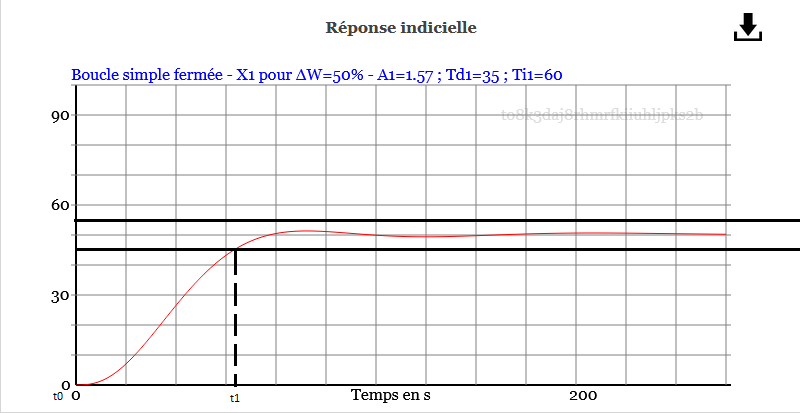 Réponse indicielle
Boucle simple fermée - X1 pour ΔW=50% - A1=1.57 ; Td1=35 ; Ti1=60
to8k3daj8rhmrfkiiuhljpks2b
90
60
30
0
t0 0 t1 Temps en s 200